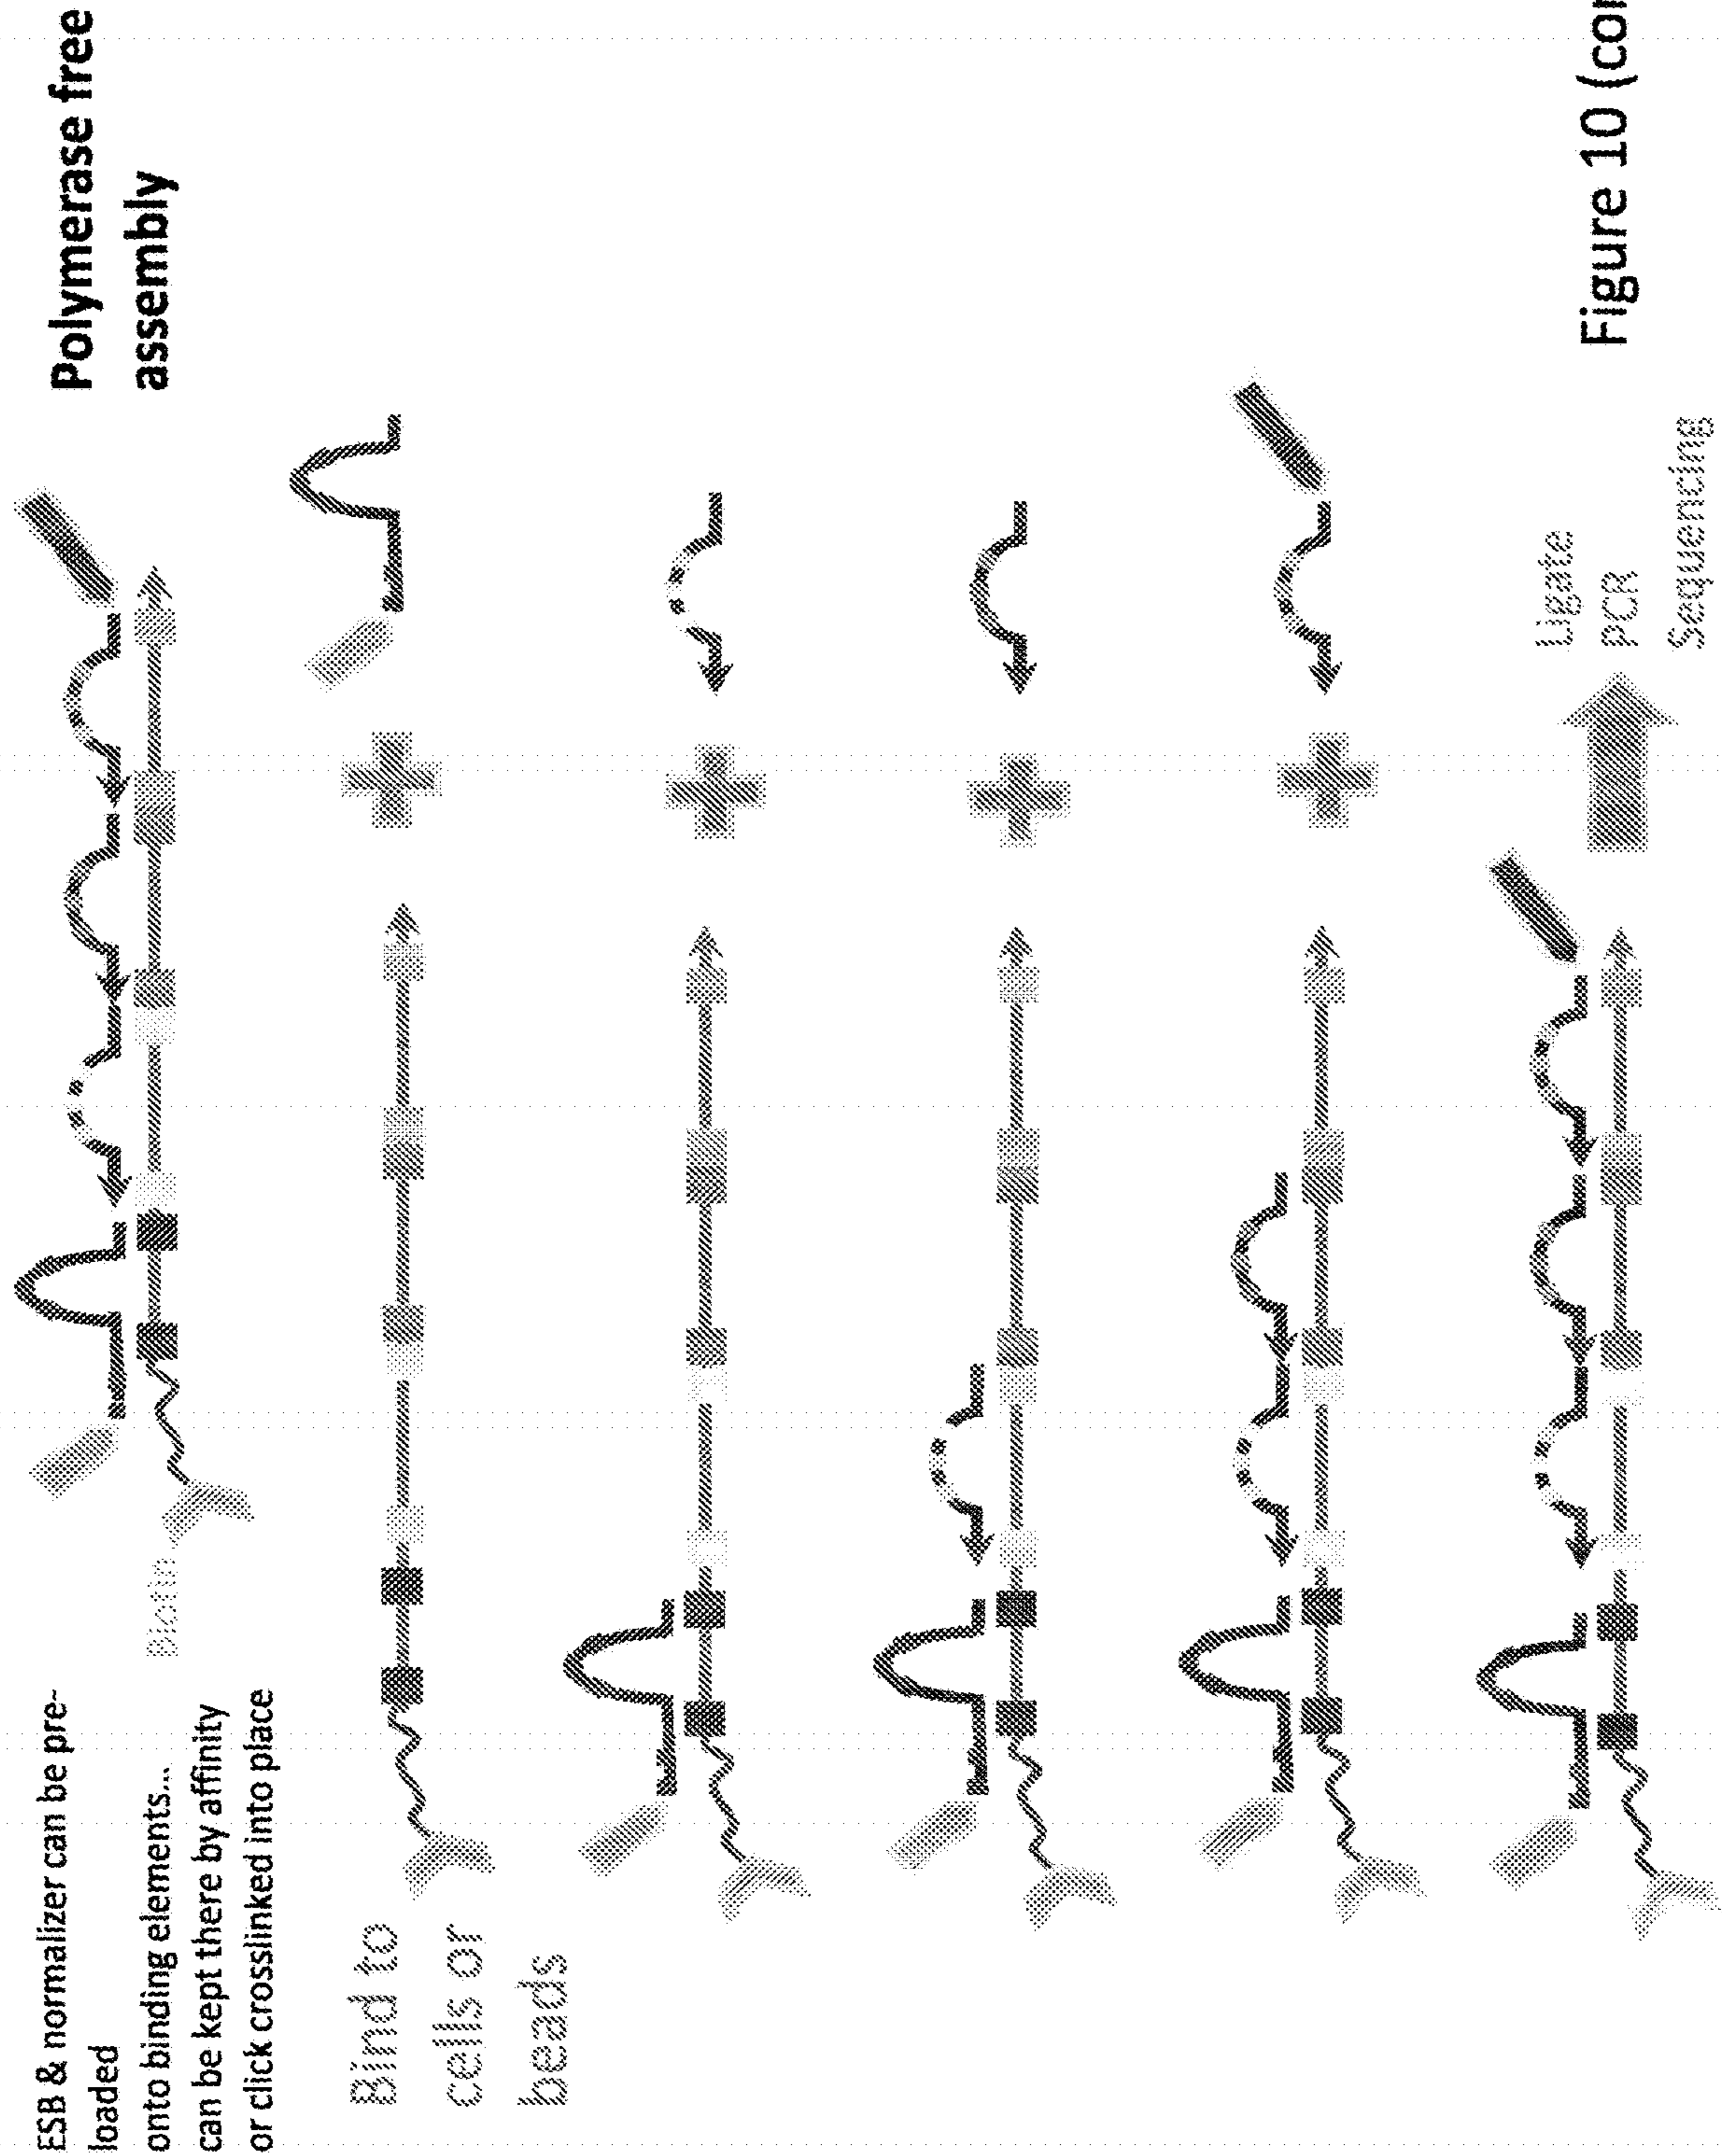 Polymerase free
assembly
ESB & normalizer can be pre-
loaded
onto binding elements...
can be kept there by affinity
or click crosslinked into place
Biotin
Bind to
cells or
beads
Ligate
PCR
Sequencing
Figure 10 (con